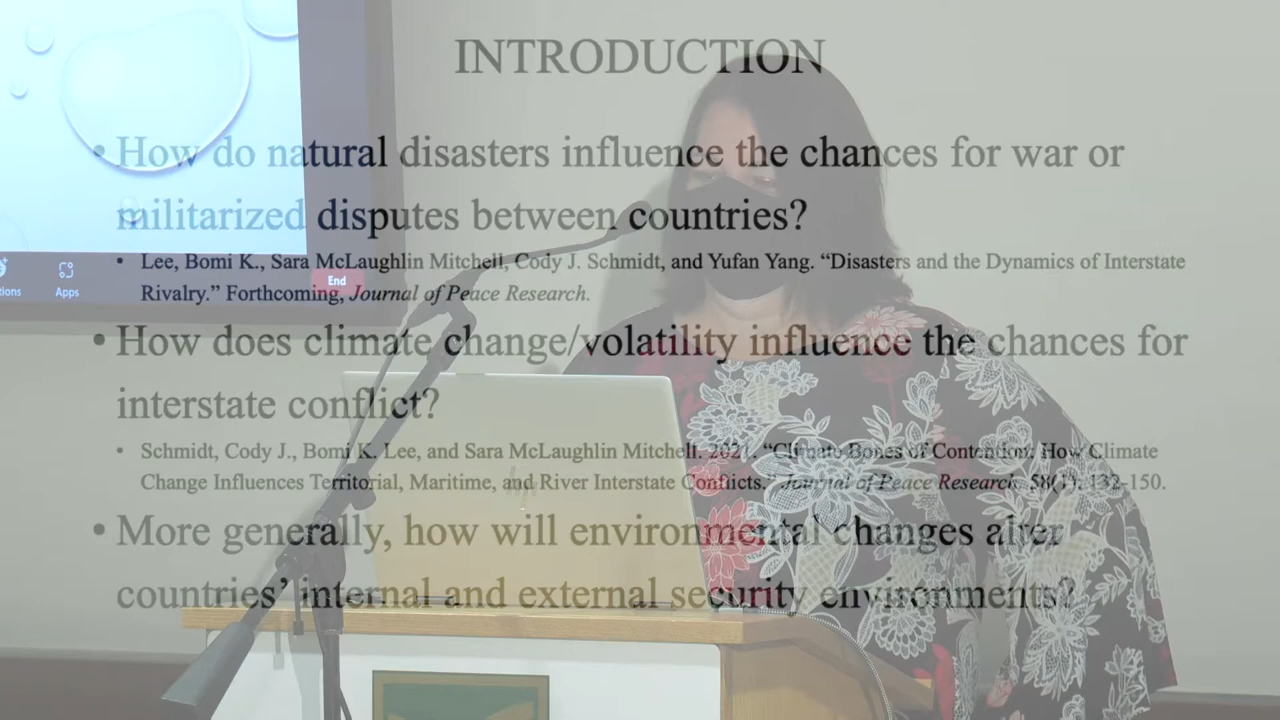 INTRODUCTION
• How do natural disasters influence the chances for war or
militarized disputes between countries?
• Lee, Bomi K., Sara McLaughlin Mitchell, Cody J. Schmidt, and Yufan Yang. “Disasters and the Dynamics of Interstate
Rivalry.” Forthcoming, Journal of Peace Research.
End
Apps
• How does climate change/volatility influence the chances for
interstate conflict?
• Schmidt, Cody J., Bomi K. Lee, and Sara McLaughlin Mitchell. 2021. “Climate Bones of Contention: How Climate
Change Influences Territorial, Maritime, and River Interstate Conflicts.” Journal of Peace Research 58(1): 132-150.
• More generally, how will environmental changes alter
countries’ internal and external security environments?